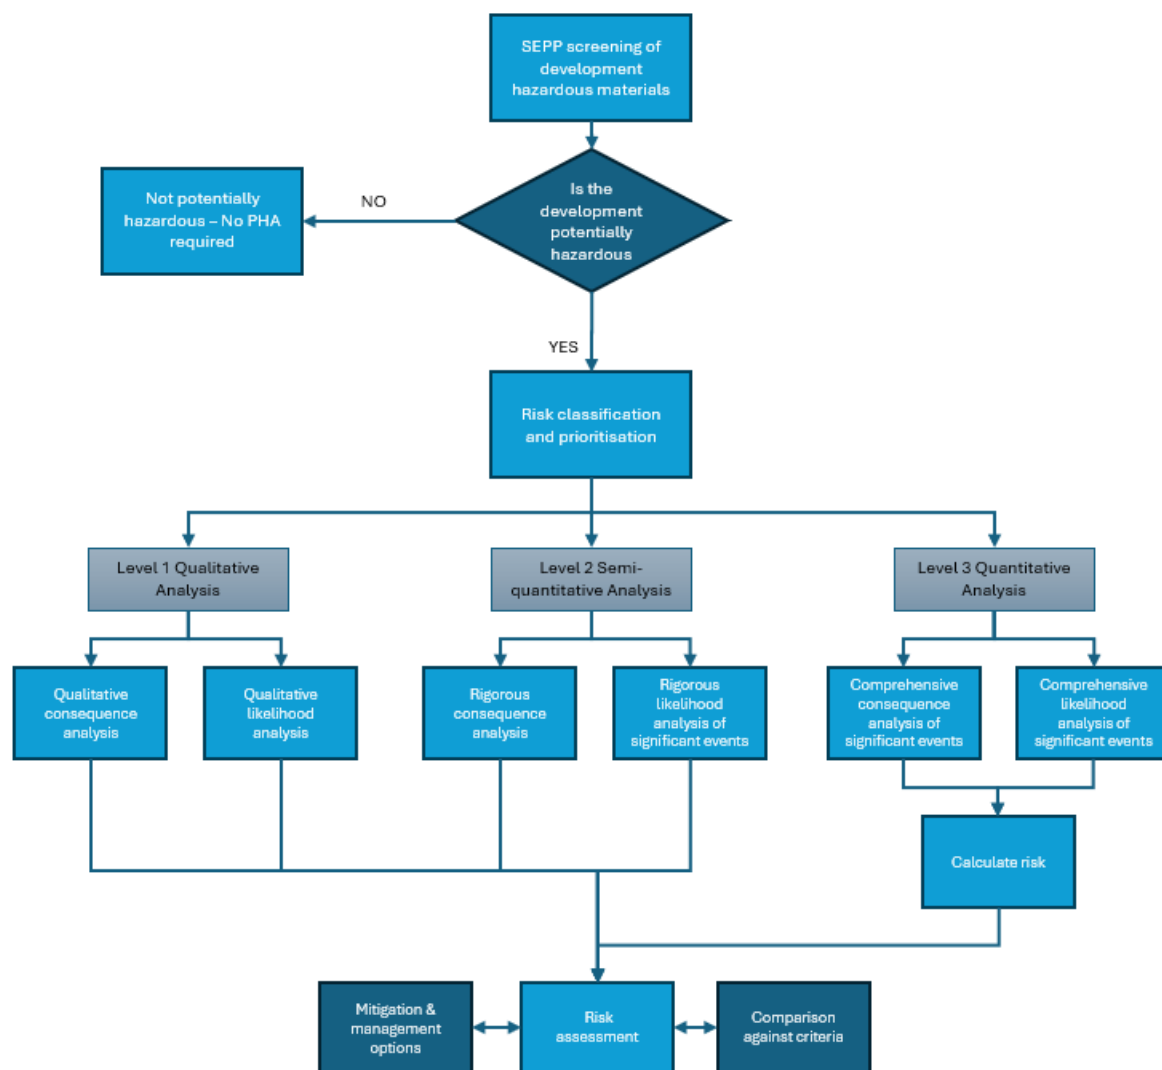 SEPP screening of
development
hazardous materials
Is the
development
potentially
hazardous
NO
Not potentially
hazardous – No PHA
required
YES
Risk classification
and prioritisation
Level 1 Qualitative
Analysis
Level 2 Semi-
quantitative Analysis
Level 3 Quantitative
Analysis
Qualitative
consequence
analysis
Qualitative
likelihood
analysis
Rigorous
consequence
analysis
Rigorous
likelihood
analysis of
significant events
Comprehensive
consequence
analysis of
significant events
Comprehensive
likelihood
analysis of
significant events
Calculate risk
Mitigation &
management
options
Risk
assessment
Comparison
against criteria